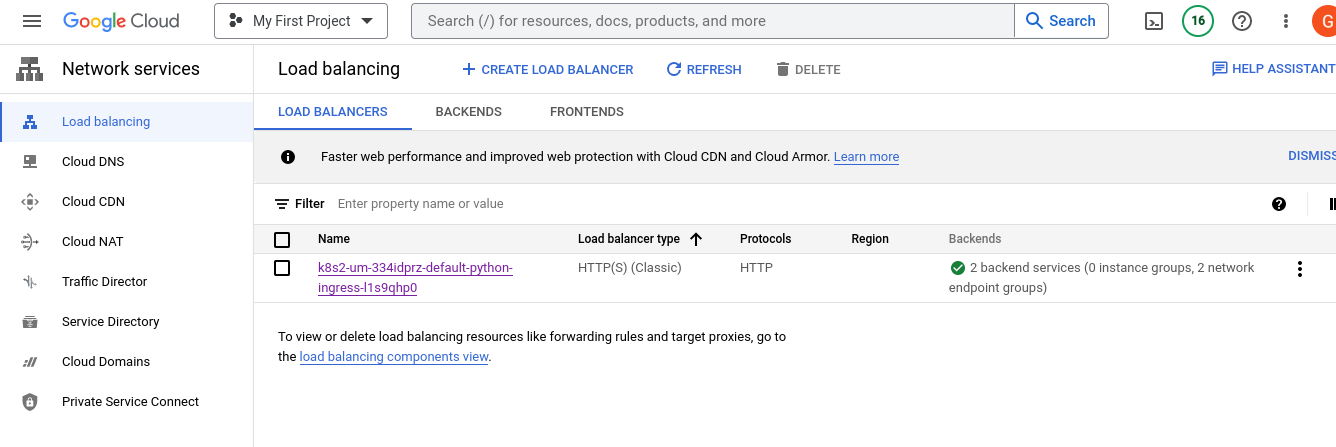 Google Cloud
My First Project
Search (/) for resources, docs, products, and more
Search
16
G
Network services
Load balancing
CREATE LOAD BALANCER
REFRESH
DELETE
HELP ASSISTANT
Load balancing
Cloud DNS
Cloud CDN
Cloud NAT
Traffic Director
Service Directory
Cloud Domains
Private Service Connect
LOAD BALANCERS
BACKENDS
FRONTENDS
Faster web performance and improved web protection with Cloud CDN and Cloud Armor. Learn more
DISMISS
Filter
Enter property name or value
Name
Load balancer type
Protocols
Region
Backends
k8s2-um-334idprz-default-python-
ingress-l1s9qhp0
HTTP(S) (Classic)
HTTP
2 backend services (0 instance groups, 2 network
endpoint groups)
To view or delete load balancing resources like forwarding rules and target proxies, go to
the load balancing components view.